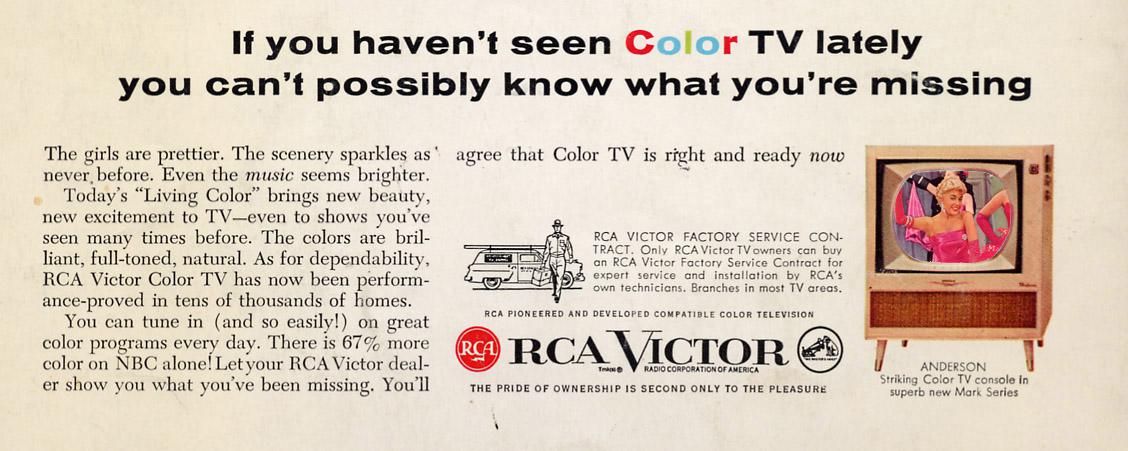 If you haven't seen Color TV lately
you can't possibly know what you're missing
The girls are prettier. The scenery sparkles as
never before. Even the music seems brighter.
Today's "Living Color" brings new beauty,
new excitement to TV—even to shows you've
seen many times before. The colors are bril-
liant, full-toned, natural. As for dependability,
RCA Victor Color TV has now been perform-
ance-proved in tens of thousands of homes.
You can tune in (and so easily!) on great
color programs every day. There is 67% more
color on NBC alone! Let your RCA Victor deal-
er show you what you've been missing. You'll
agree that Color TV is right and ready now
RCA VICTOR FACTORY SERVICE CON-
TRACT. Only RCA Victor TV owners can buy
an RCA Victor Factory Service Contract for
expert service and installation by RCA's
own technicians. Branches in most TV areas.
RCA PIONEERED AND DEVELOPED COMPATIBLE COLOR TELEVISION
RCA
RCA VICTOR
Tmk(s) ® RADIO CORPORATION OF AMERICA
"HIS MASTER'S VOICE"
THE PRIDE OF OWNERSHIP IS SECOND ONLY TO THE PLEASURE
ANDERSON
Striking Color TV console in
superb new Mark Series